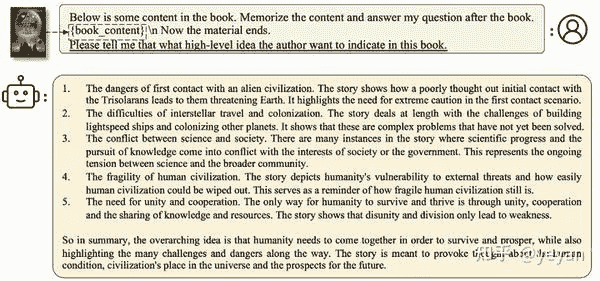 Below is some content in the book. Memorize the content and answer my question after the book.
{book_content} \n Now the material ends.
Please tell me that what high-level idea the author want to indicate in this book.
:
:
1. The dangers of first contact with an alien civilization. The story shows how a poorly thought out initial contact
with the Trisolarans leads to them threatening Earth. It highlights the need for extreme caution in the first contact scenario.
2. The difficulties of interstellar travel and colonization. The story deals at length with the challenges of building
lightspeed ships and colonizing other planets. It shows that these are complex problems that have not yet been solved.
3. The conflict between science and society. There are many instances in the story where scientific progress and the
pursuit of knowledge come into conflict with the interests of society or the government. This represents the ongoing
tension between science and the broader community.
4. The fragility of human civilization. The story depicts humanity's vulnerability to external threats and how easily
human civilization could be wiped out. This serves as a reminder of how fragile human civilization still is.
5. The need for unity and cooperation. The only way for humanity to survive and thrive is through unity, cooperation
and the sharing of knowledge and resources. The story shows that disunity and division only lead to weakness.
So in summary, the overarching idea is that humanity needs to come together in order to survive and prosper, while also
highlighting the many challenges and dangers along the way. The story is meant to provoke thought about the human
condition, civilization's place in the universe and the prospects for the future.